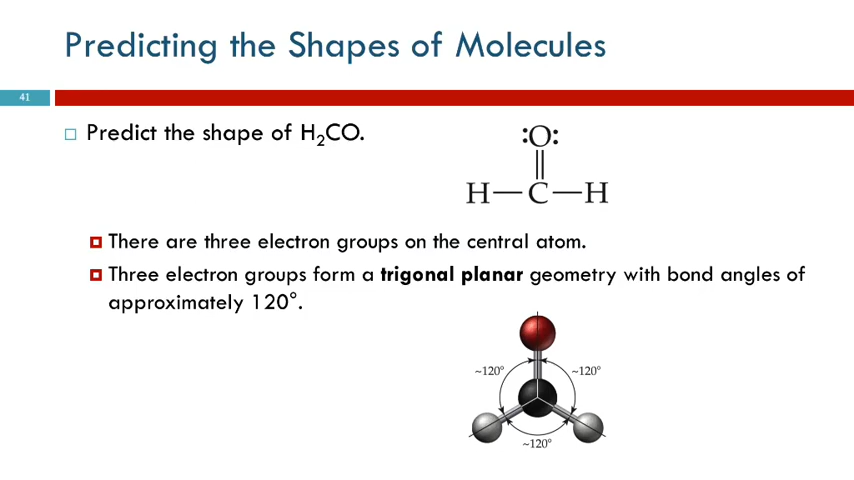 Predicting the Shapes of Molecules
41
Predict the shape of H₂CO.
:O:
H—C—H
There are three electron groups on the central atom.
Three electron groups form a trigonal planar geometry with bond angles of
approximately 120°.
~120° ~120°
~120°